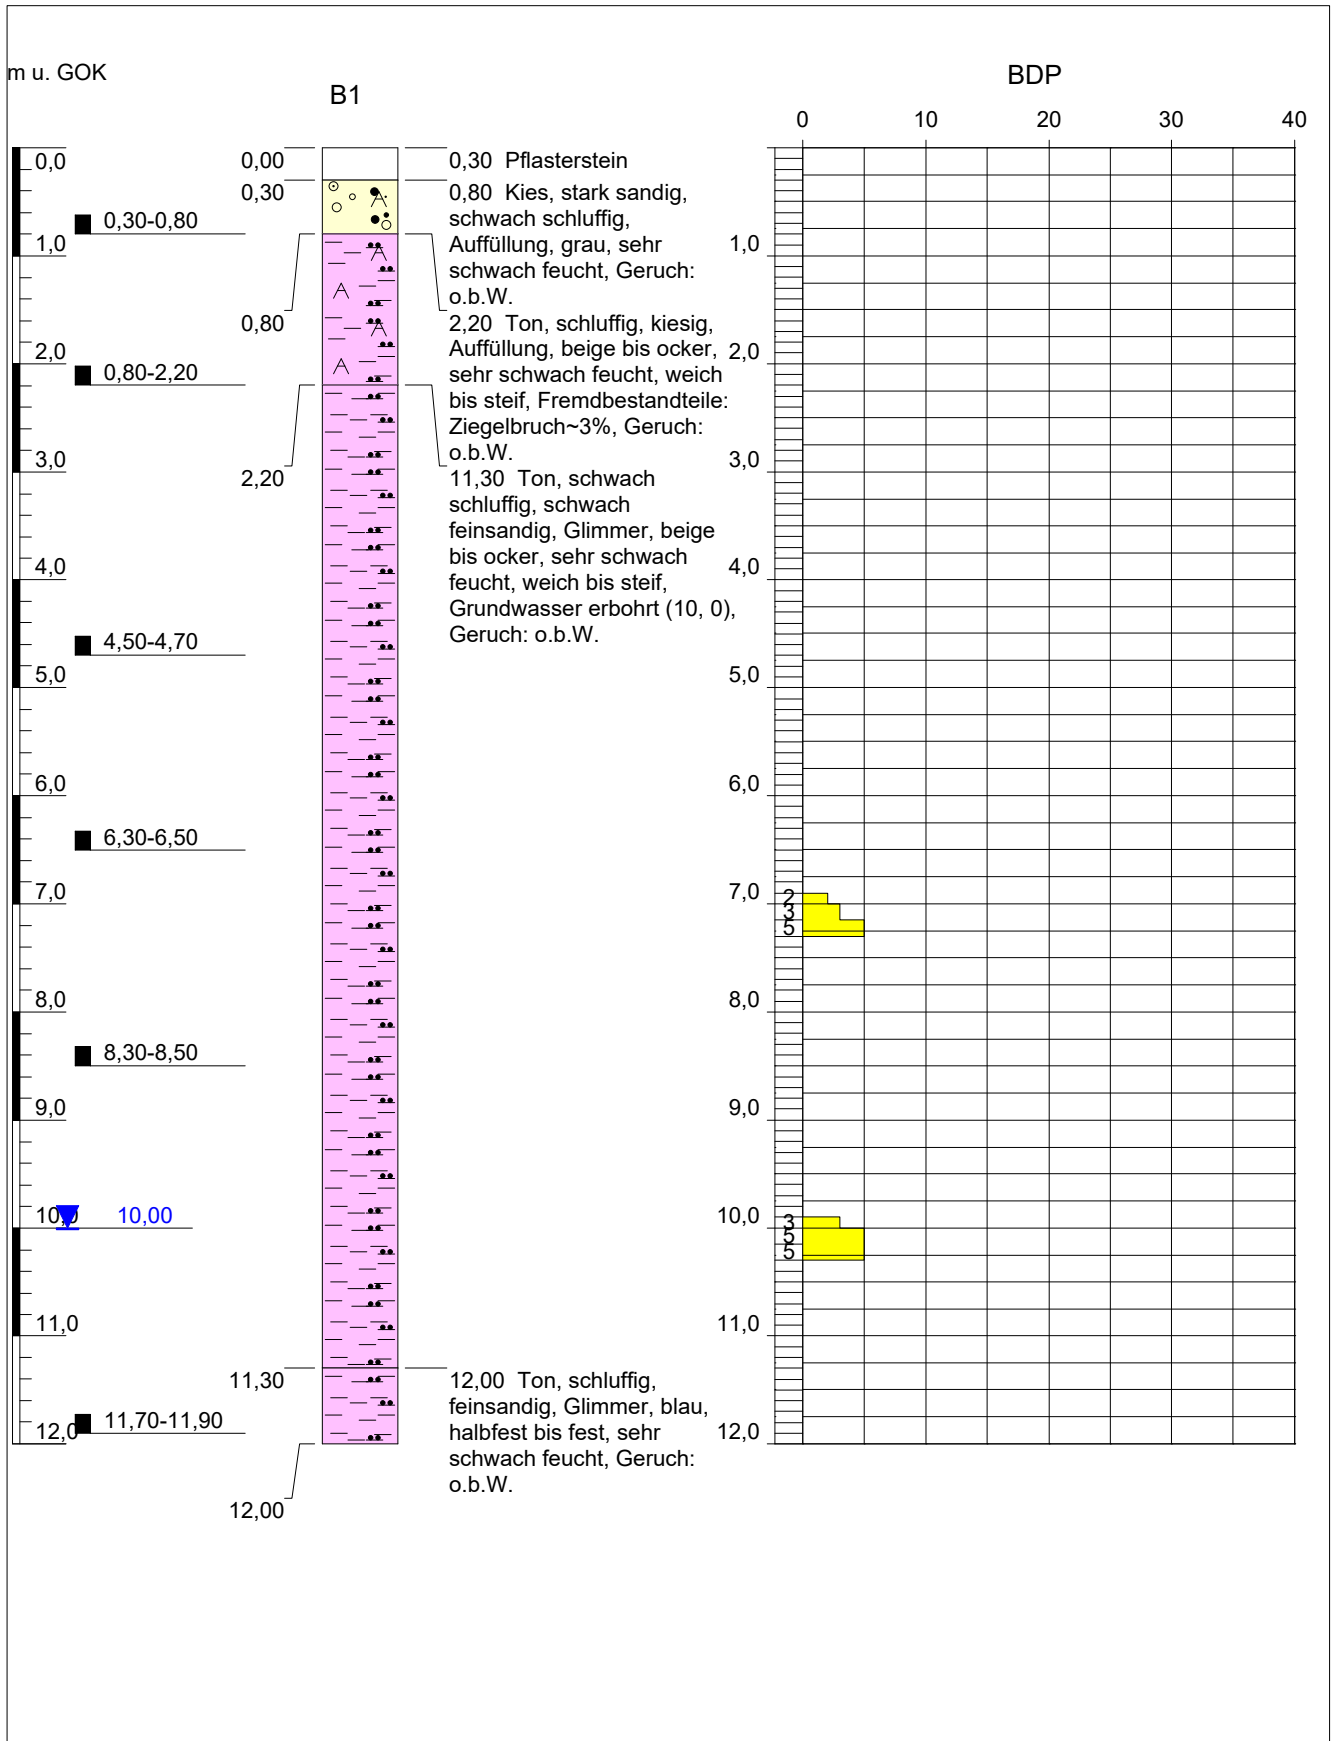 m u. GOK
B1
BDP
0 10 20 30 40
0,0
0,00
0,30 Pflasterstein
0,30
0,80 Kies, stark sandig,
schwach schluffig,
Auffüllung, grau, sehr
schwach feucht, Geruch:
o.b.W.
0,30-0,80
1,0
1,0
0,80
2,20 Ton, schluffig, kiesig,
Auffüllung, beige bis ocker,
sehr schwach feucht, weich
bis steif, Fremdbestandteile:
Ziegelbruch~3%, Geruch:
o.b.W.
2,0
2,0
0,80-2,20
3,0
3,0
2,20
11,30 Ton, schwach
schluffig, schwach
feinsandig, Glimmer, beige
bis ocker, sehr schwach
feucht, weich bis steif,
Grundwasser erbohrt (10, 0),
Geruch: o.b.W.
4,0
4,0
4,50-4,70
5,0
5,0
6,0
6,0
6,30-6,50
7,0
7,0
2
3
5
8,0
8,0
8,30-8,50
9,0
9,0
10,0
10,00
10,0
3
5
5
11,0
11,0
11,30
12,00 Ton, schluffig,
feinsandig, Glimmer, blau,
halbfest bis fest, sehr
schwach feucht, Geruch:
o.b.W.
11,70-11,90
12,0
12,0
12,00